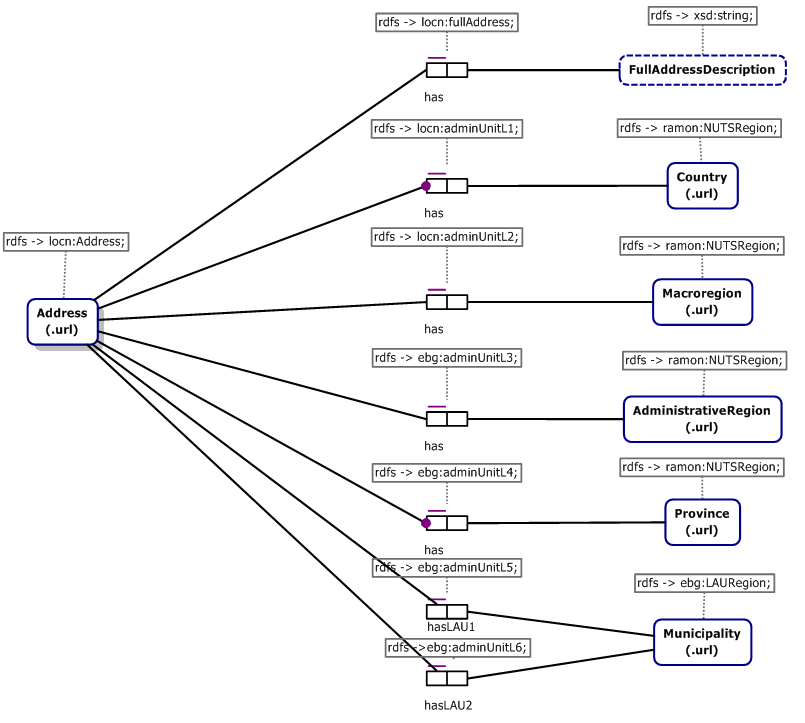 rdfs -> locn:fullAddress;
rdfs -> xsd:string;
has
FullAddressDescription
rdfs -> locn:adminUnitL1;
rdfs -> ramon:NUTSRegion;
has
Country
(.url)
rdfs -> locn:Address;
rdfs -> locn:adminUnitL2;
rdfs -> ramon:NUTSRegion;
Address
(.url)
has
Macroregion
(.url)
rdfs -> ebg:adminUnitL3;
rdfs -> ramon:NUTSRegion;
has
AdministrativeRegion
(.url)
rdfs -> ebg:adminUnitL4;
rdfs -> ramon:NUTSRegion;
has
Province
(.url)
rdfs -> ebg:adminUnitL5;
rdfs -> ebg:LAURegion;
hasLAU1
Municipality
(.url)
rdfs ->ebg:adminUnitL6;
hasLAU2